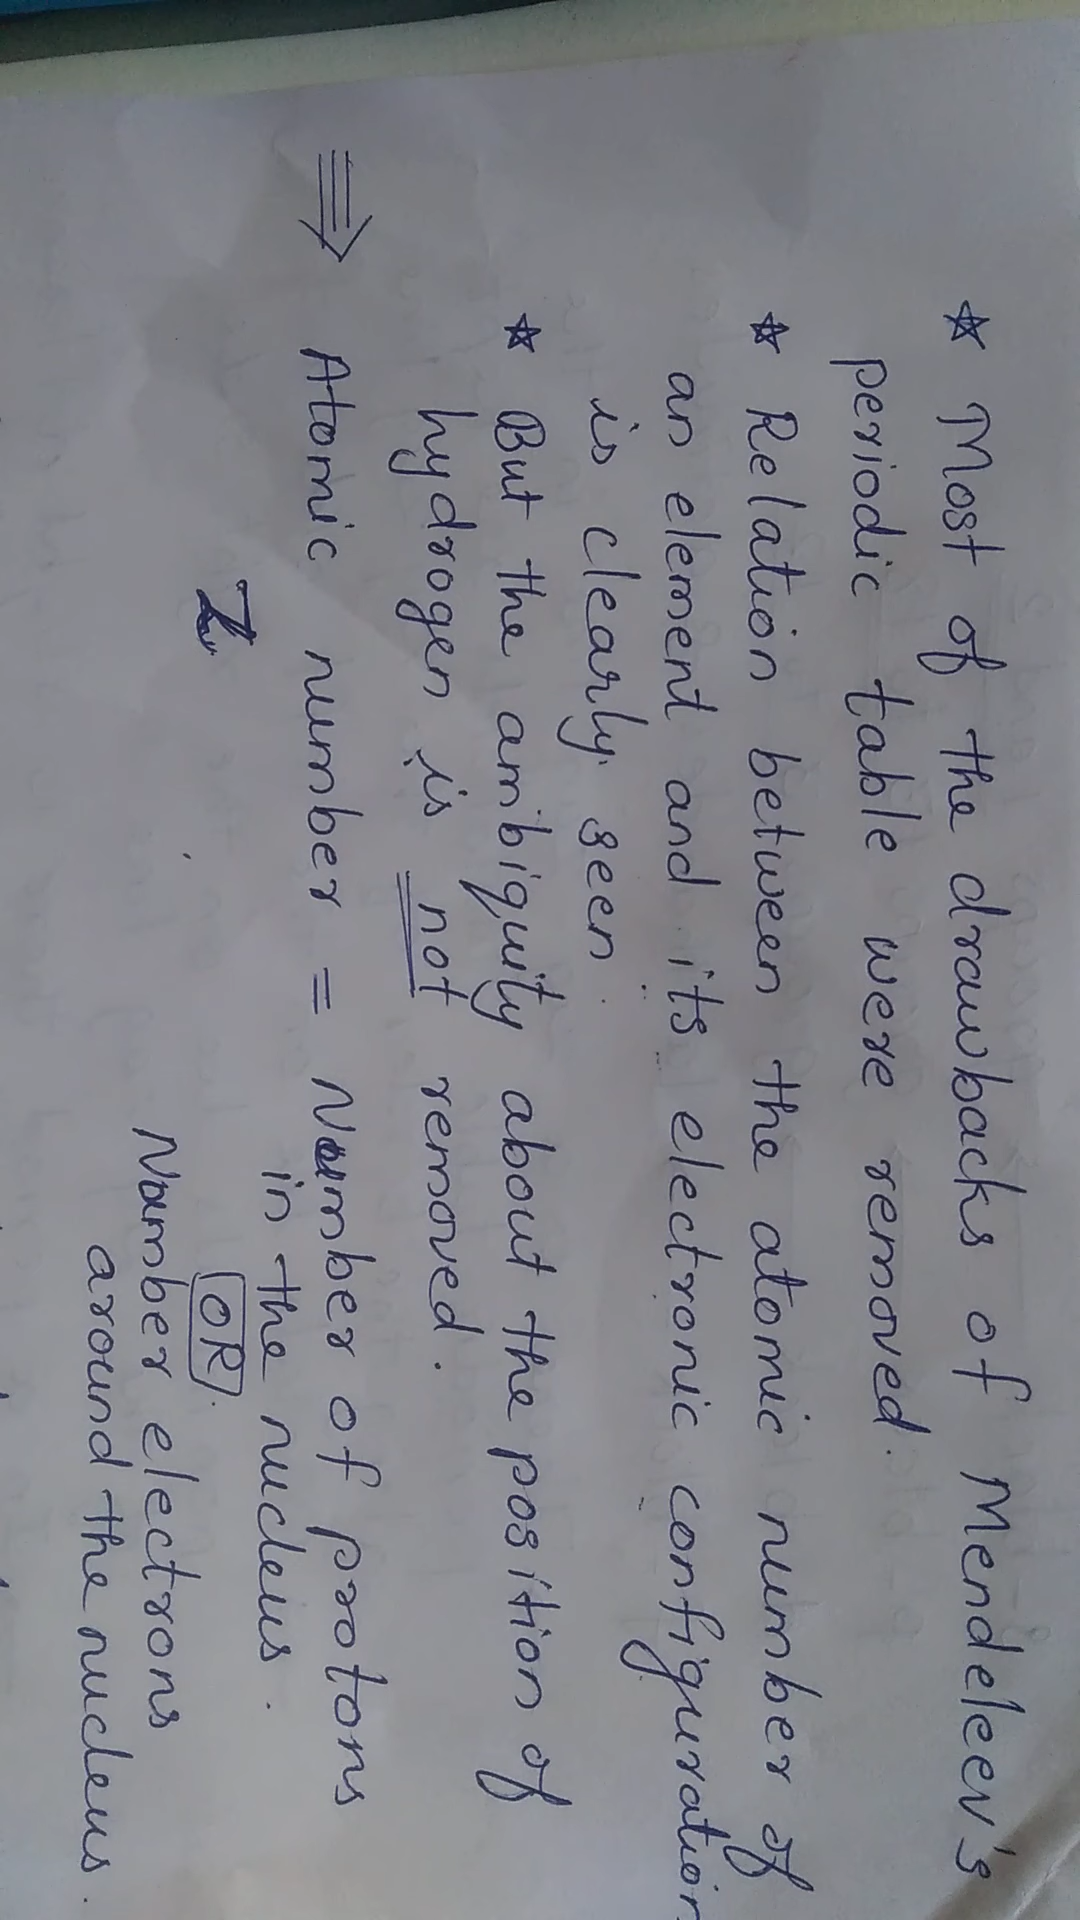 ☆ Most of the drawbacks of Mendeleev's
periodic table were removed.
☆ Relation between the atomic number of
an element and its electronic configuration
is clearly seen.
☆ But the ambiquity about the position of
hydrogen is not removed.
⇒ Atomic number = Number of protons
Z
in the nucleus.
OR
Number electrons
around the nucleus.